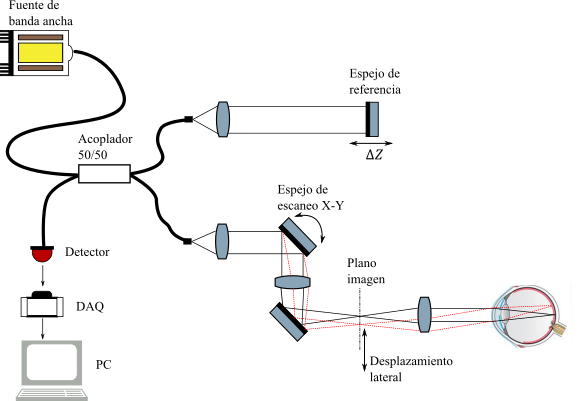 Fuente de
banda ancha
Espejo de
referencia
Acoplador
50/50
ΔZ
Espejo de
escaneo X-Y
Detector
Plano
imagen
DAQ
PC
Desplazamiento
lateral